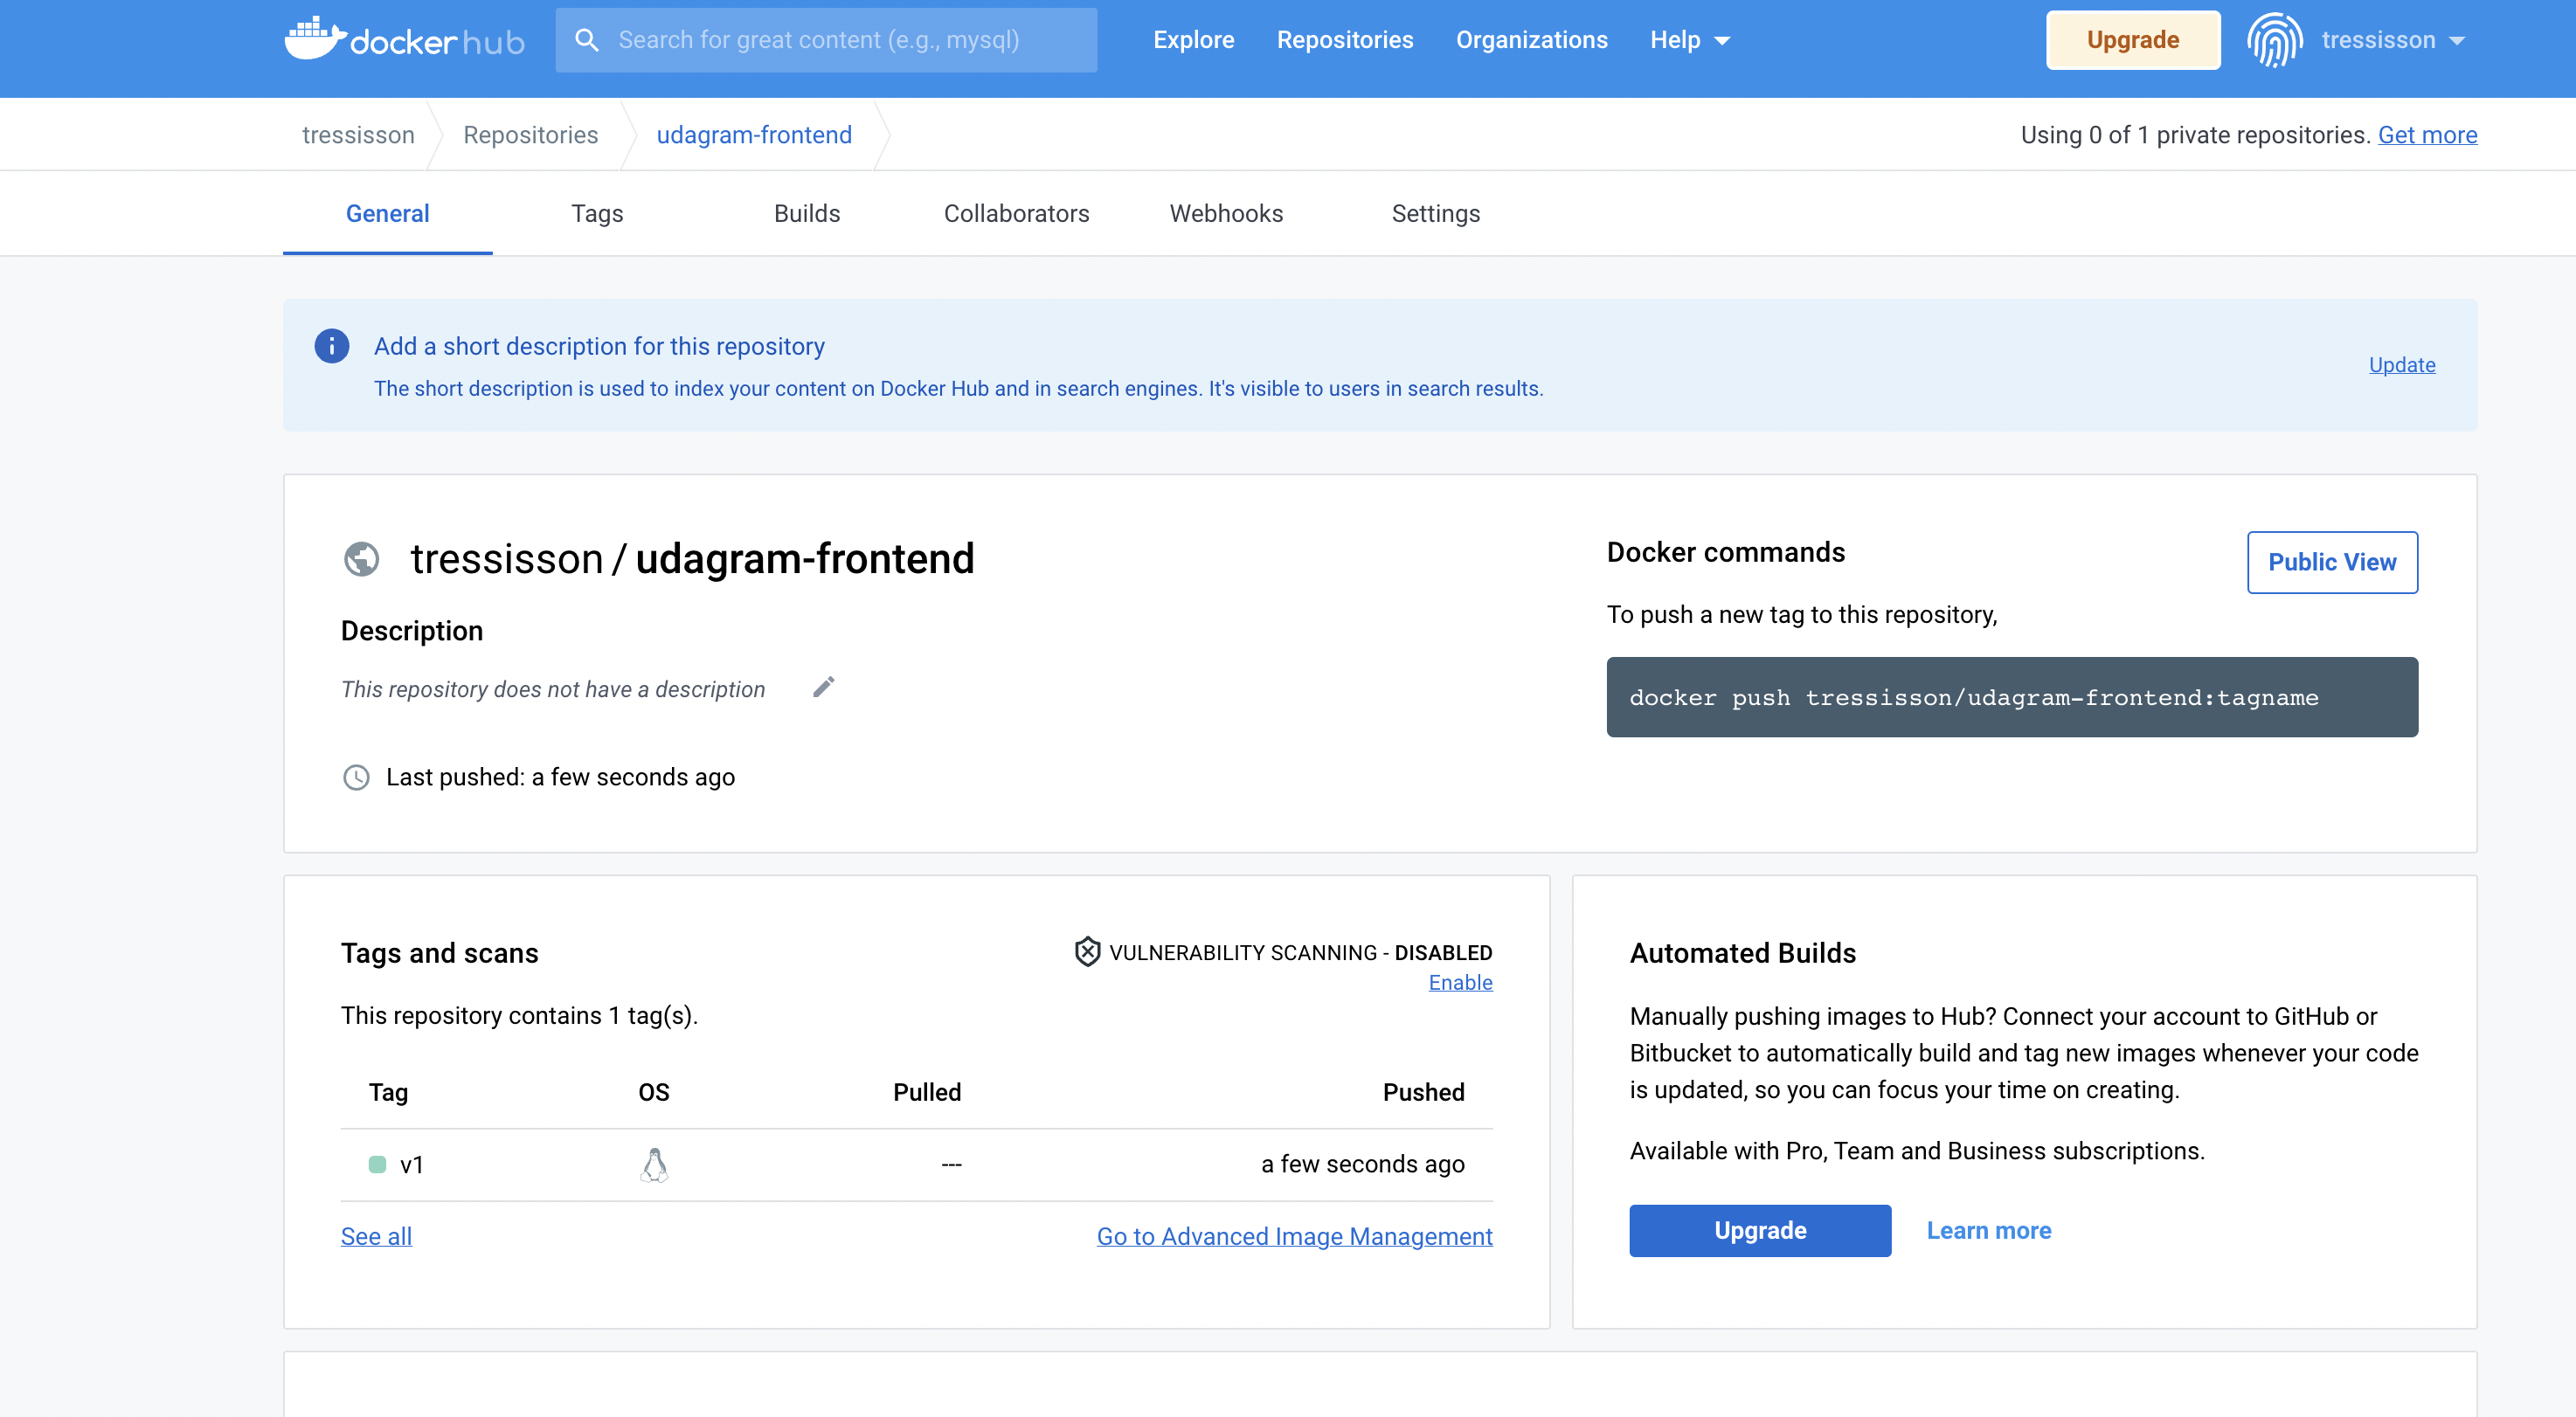 docker hub
Search for great content (e.g., mysql)
Explore
Repositories
Organizations
Help
Upgrade
tressisson
tressisson
Repositories
udagram-frontend
Using 0 of 1 private repositories. Get more
General
Tags
Builds
Collaborators
Webhooks
Settings
Add a short description for this repository
The short description is used to index your content on Docker Hub and in search engines. It's visible to users in search results.
Update
tressisson / udagram-frontend
Description
This repository does not have a description
Last pushed: a few seconds ago
Docker commands
Public View
To push a new tag to this repository,
docker push tressisson/udagram-frontend:tagname
Tags and scans
VULNERABILITY SCANNING - DISABLED
Enable
This repository contains 1 tag(s).
Tag OS Pulled Pushed
v1 --- a few seconds ago
See all
Go to Advanced Image Management
Automated Builds
Manually pushing images to Hub? Connect your account to GitHub or
Bitbucket to automatically build and tag new images whenever your code
is updated, so you can focus your time on creating.
Available with Pro, Team and Business subscriptions.
Upgrade
Learn more